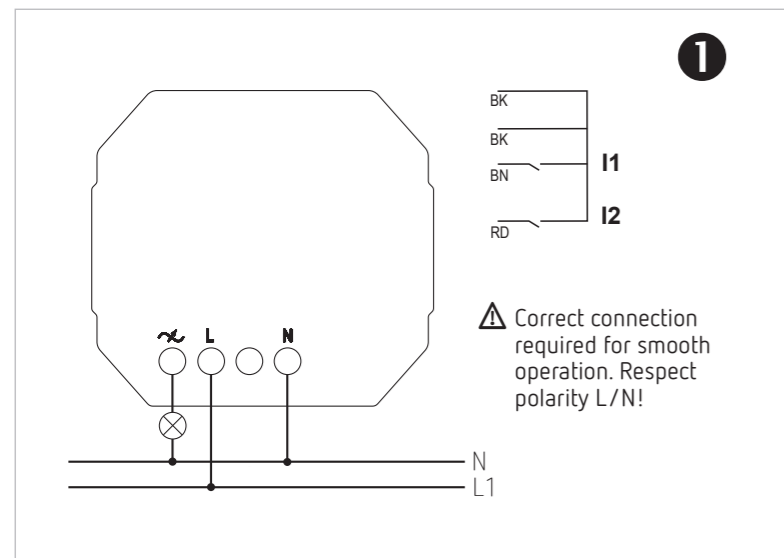 1
BK
BK
BN I1
RD I2
L N
Correct connection
required for smooth
operation. Respect
polarity L/N!
N
L1